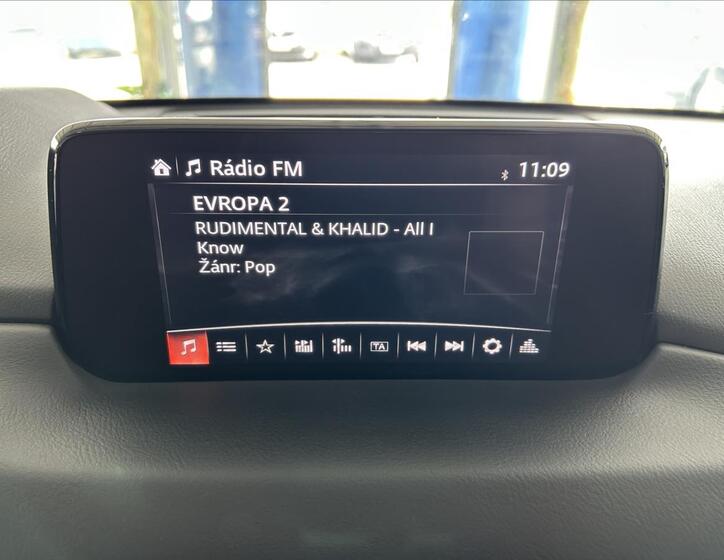 Rádio FM
11:09
EVROPA 2
RUDIMENTAL & KHALID - All I
Know
Žánr: Pop
TA